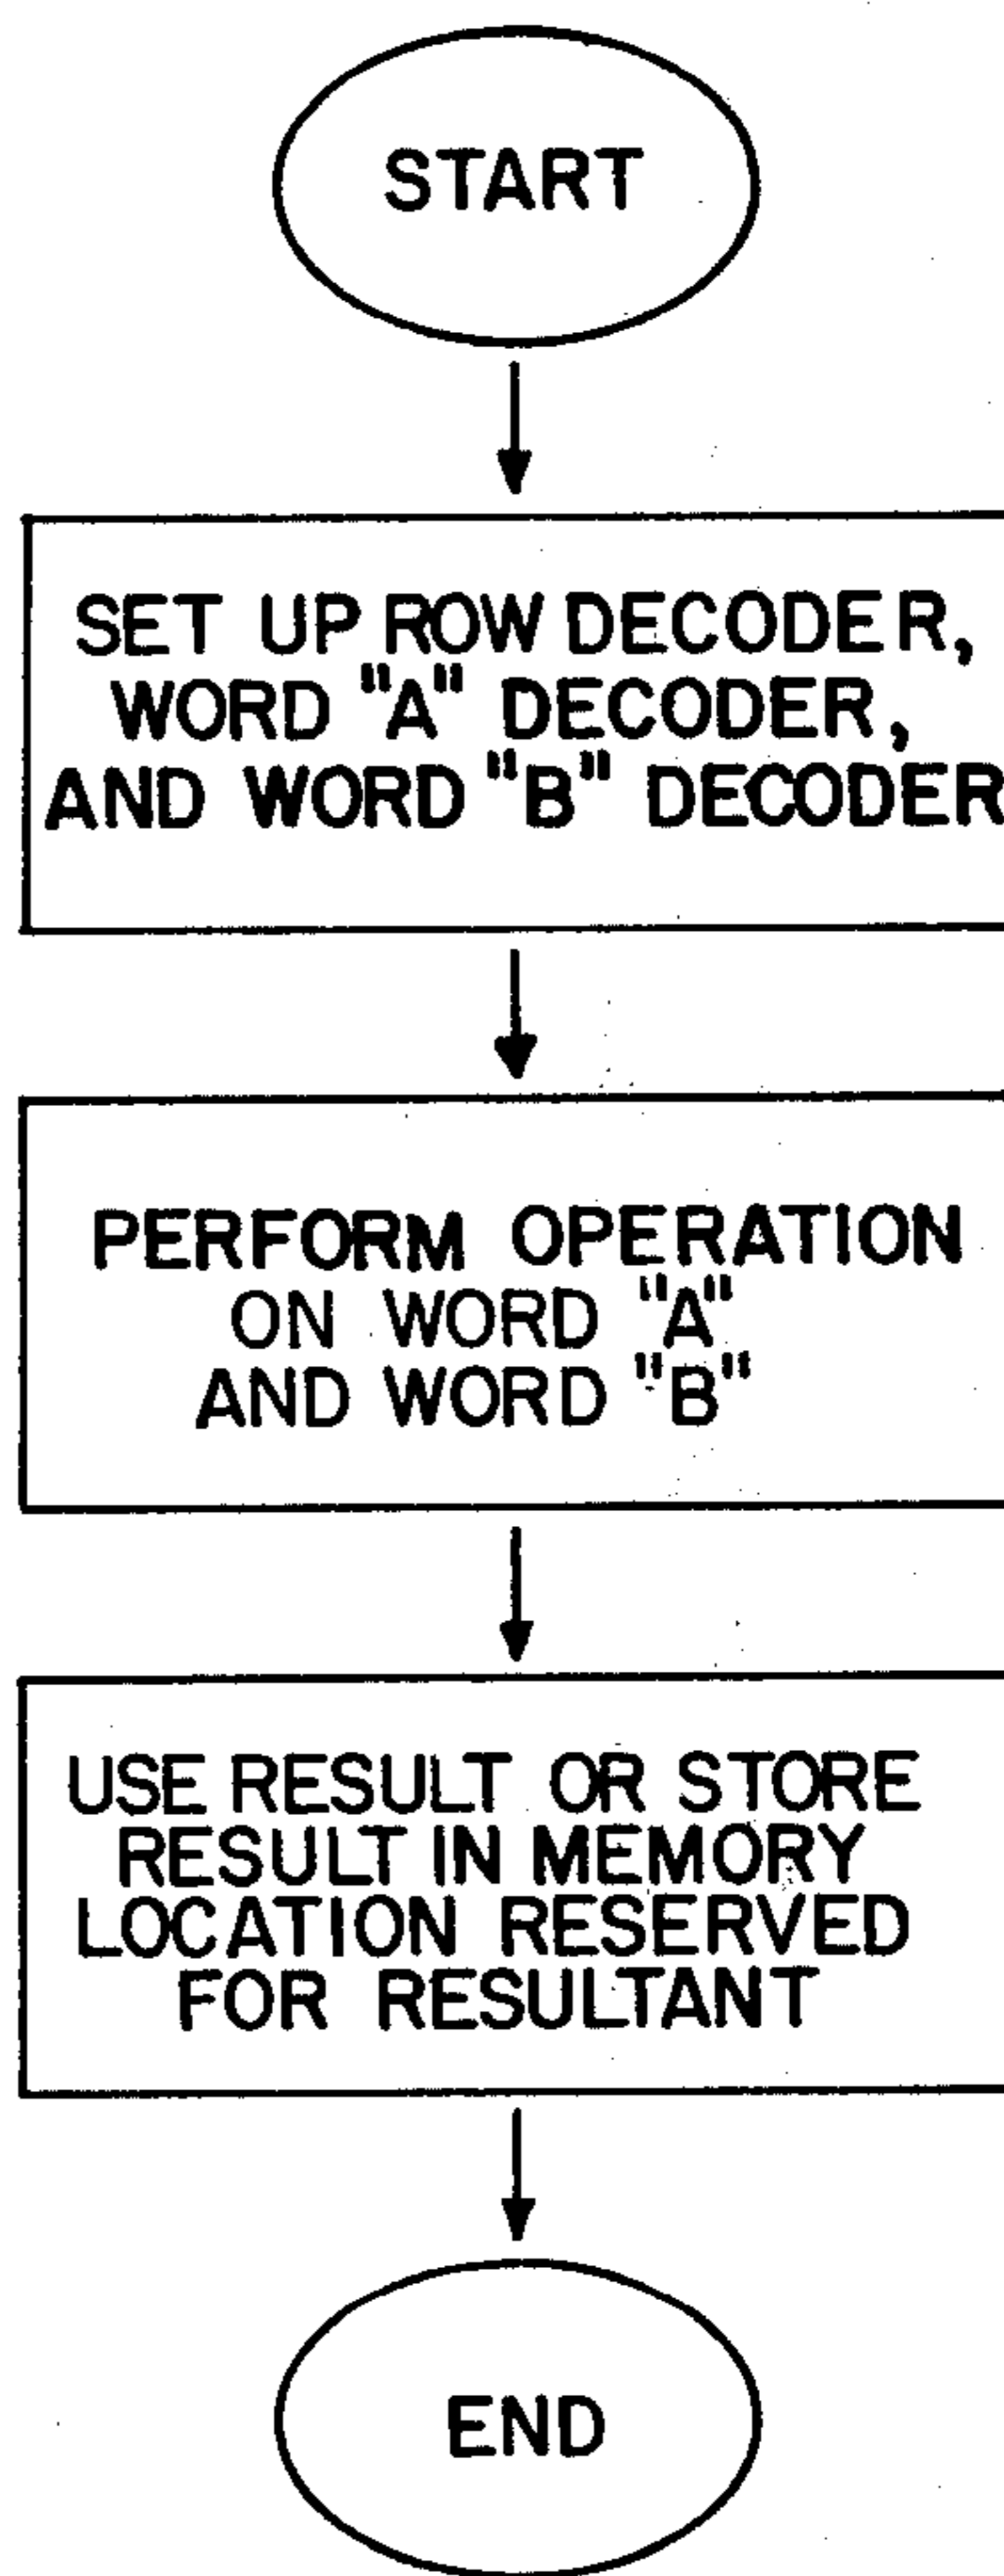 START
SET UP ROW DECODER,
WORD "A" DECODER,
AND WORD "B" DECODER
PERFORM OPERATION
ON WORD "A"
AND WORD "B"
USE RESULT OR STORE
RESULT IN MEMORY
LOCATION RESERVED
FOR RESULTANT
END